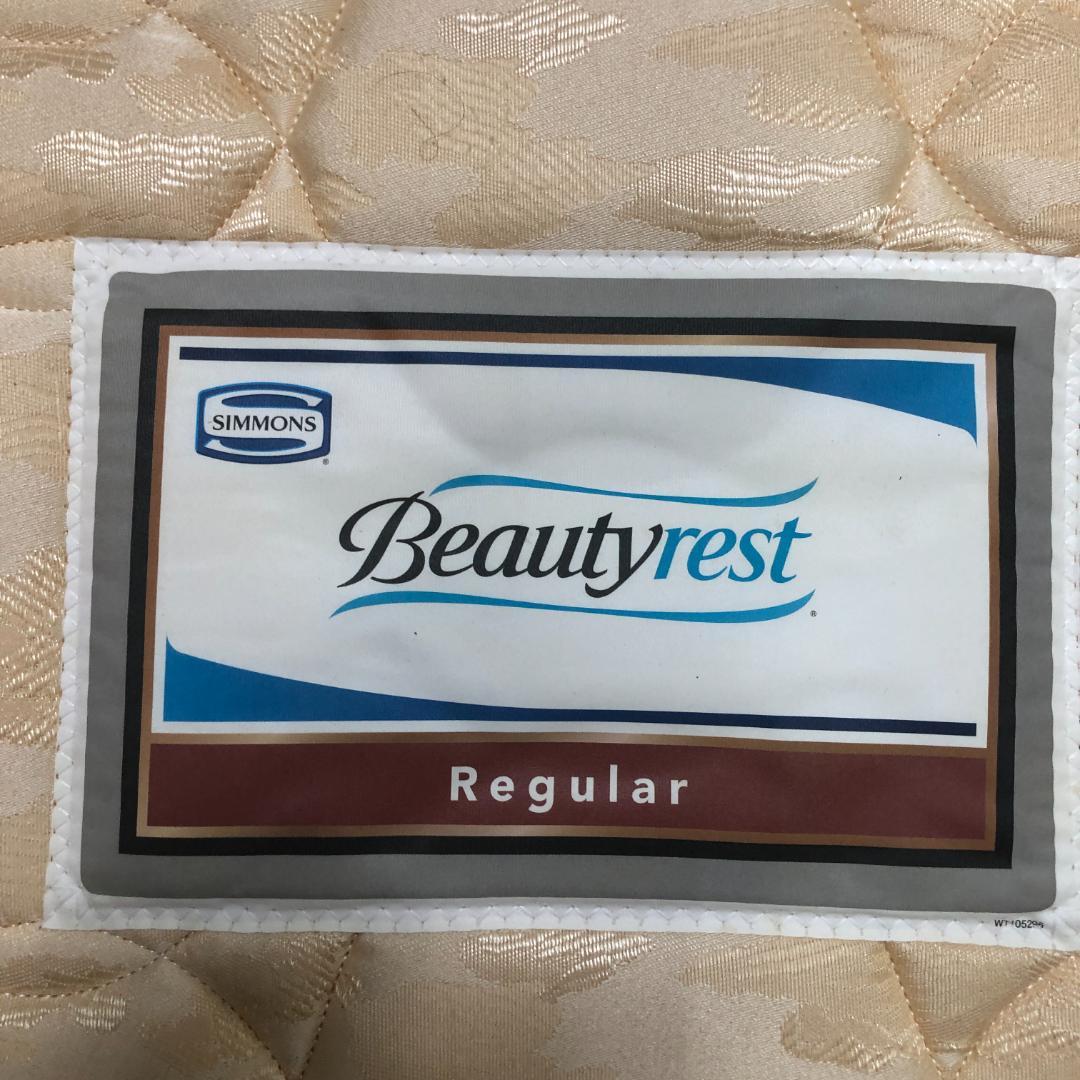 SIMMONS
®
Beautyrest
®
Regular